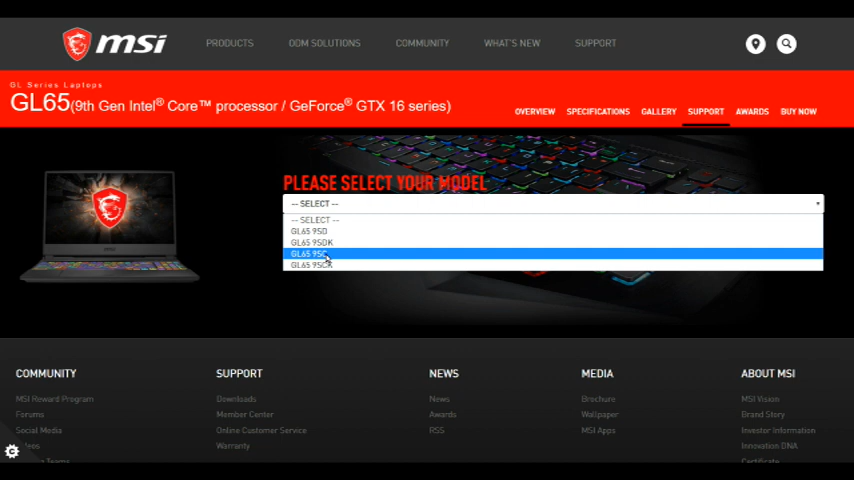 msi
PRODUCTS
ODM SOLUTIONS
COMMUNITY
WHAT'S NEW
SUPPORT
GL Series Laptops
GL65(9th Gen Intel® Core™ processor / GeForce® GTX 16 series)
OVERVIEW
SPECIFICATIONS
GALLERY
SUPPORT
AWARDS
BUY NOW
PLEASE SELECT YOUR MODEL
-- SELECT --
-- SELECT --
GL65 9SD
GL65 9SDK
GL65
GL65
COMMUNITY
MSI Reward Program
Forums
Social Media
Teams
SUPPORT
Downloads
Member Center
Online Customer Service
Warranty
NEWS
News
Awards
RSS
MEDIA
Brochure
Wallpaper
MSI Apps
ABOUT MSI
MSI Vision
Brand Story
Investor Information
Innovation DNA
Certificate